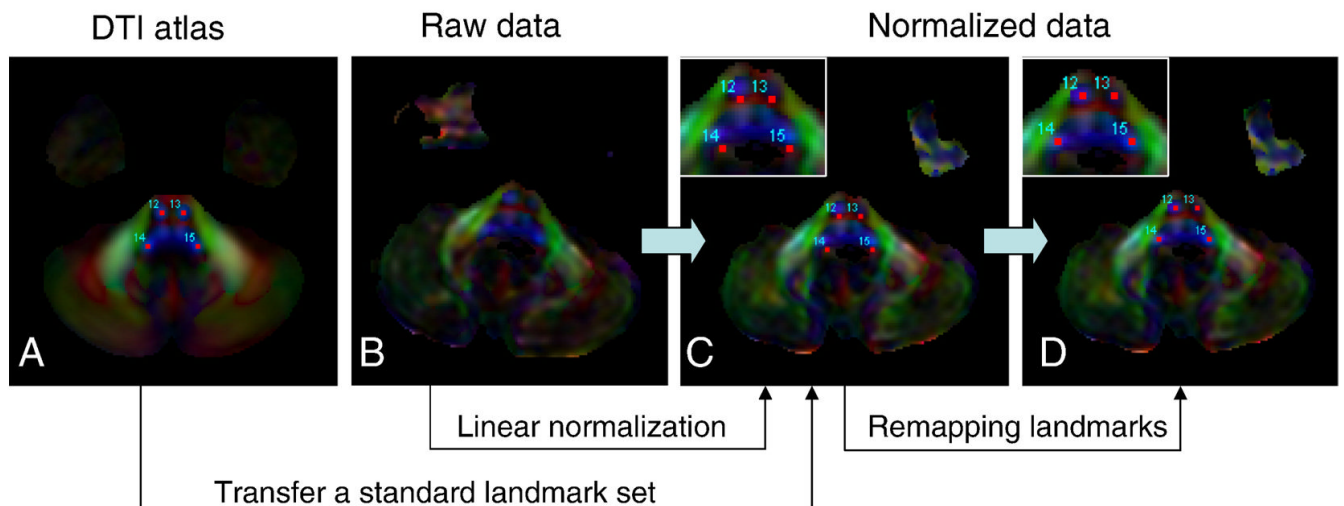 DTI atlas
Raw data
Normalized data
12 13
14 15
A
B
12 13
14 15
12 13
14 15
C
12 13
14 15
12 13
14 15
D
Linear normalization
Remapping landmarks
Transfer a standard landmark set